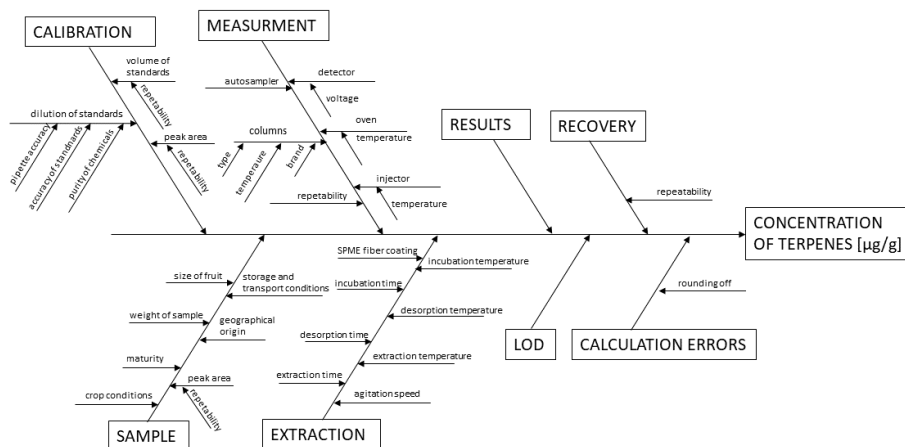 CALIBRATION
MEASURMENT
volume of
standards
repetability
dilution of standards
pipette accuracy
accuracy of standnards
purity of chemicals
peak area
repetability
autosampler
detector
voltage
oven
temperature
columns
type
temperaure
brand
injector
temperature
repetability
RESULTS
RECOVERY
repeatability
CONCENTRATION
OF TERPENES [µg/g]
size of fruit
storage and
transport conditions
weight of sample
geographical
origin
maturity
peak area
repetability
crop conditions
SAMPLE
SPME fiber coating
incubation temperature
incubation time
desorption temperature
desorption time
extraction temperature
extraction time
agitation speed
EXTRACTION
LOD
rounding off
CALCULATION ERRORS